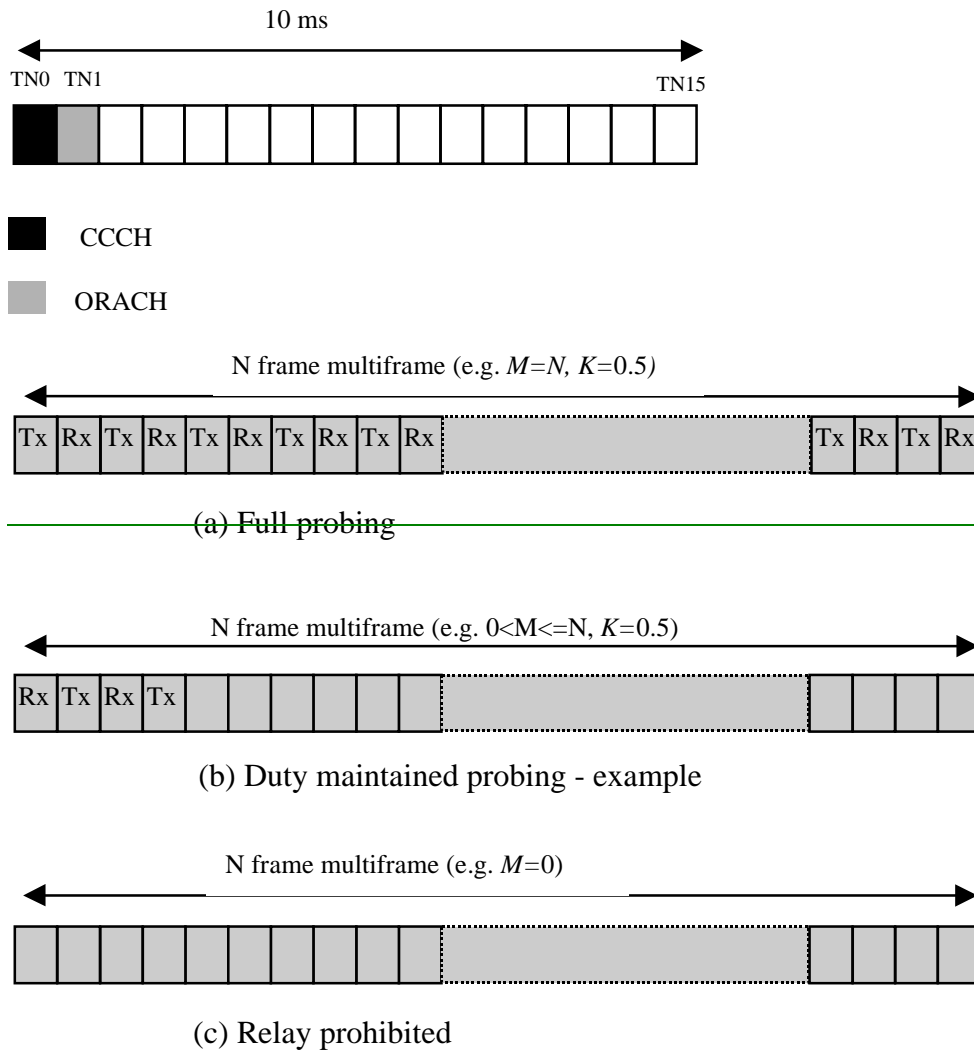 10 ms
TN0 TN1 TN15
CCCH
ORACH
N frame multiframe (e.g. M=N, K=0.5)
Tx Rx Tx Rx Tx Rx Tx Rx Tx Rx Tx Rx Tx Rx
(a) Full probing
N frame multiframe (e.g. 0<M<=N, K=0.5)
Rx Tx Rx Tx
(b) Duty maintained probing - example
N frame multiframe (e.g. M=0)
(c) Relay prohibited